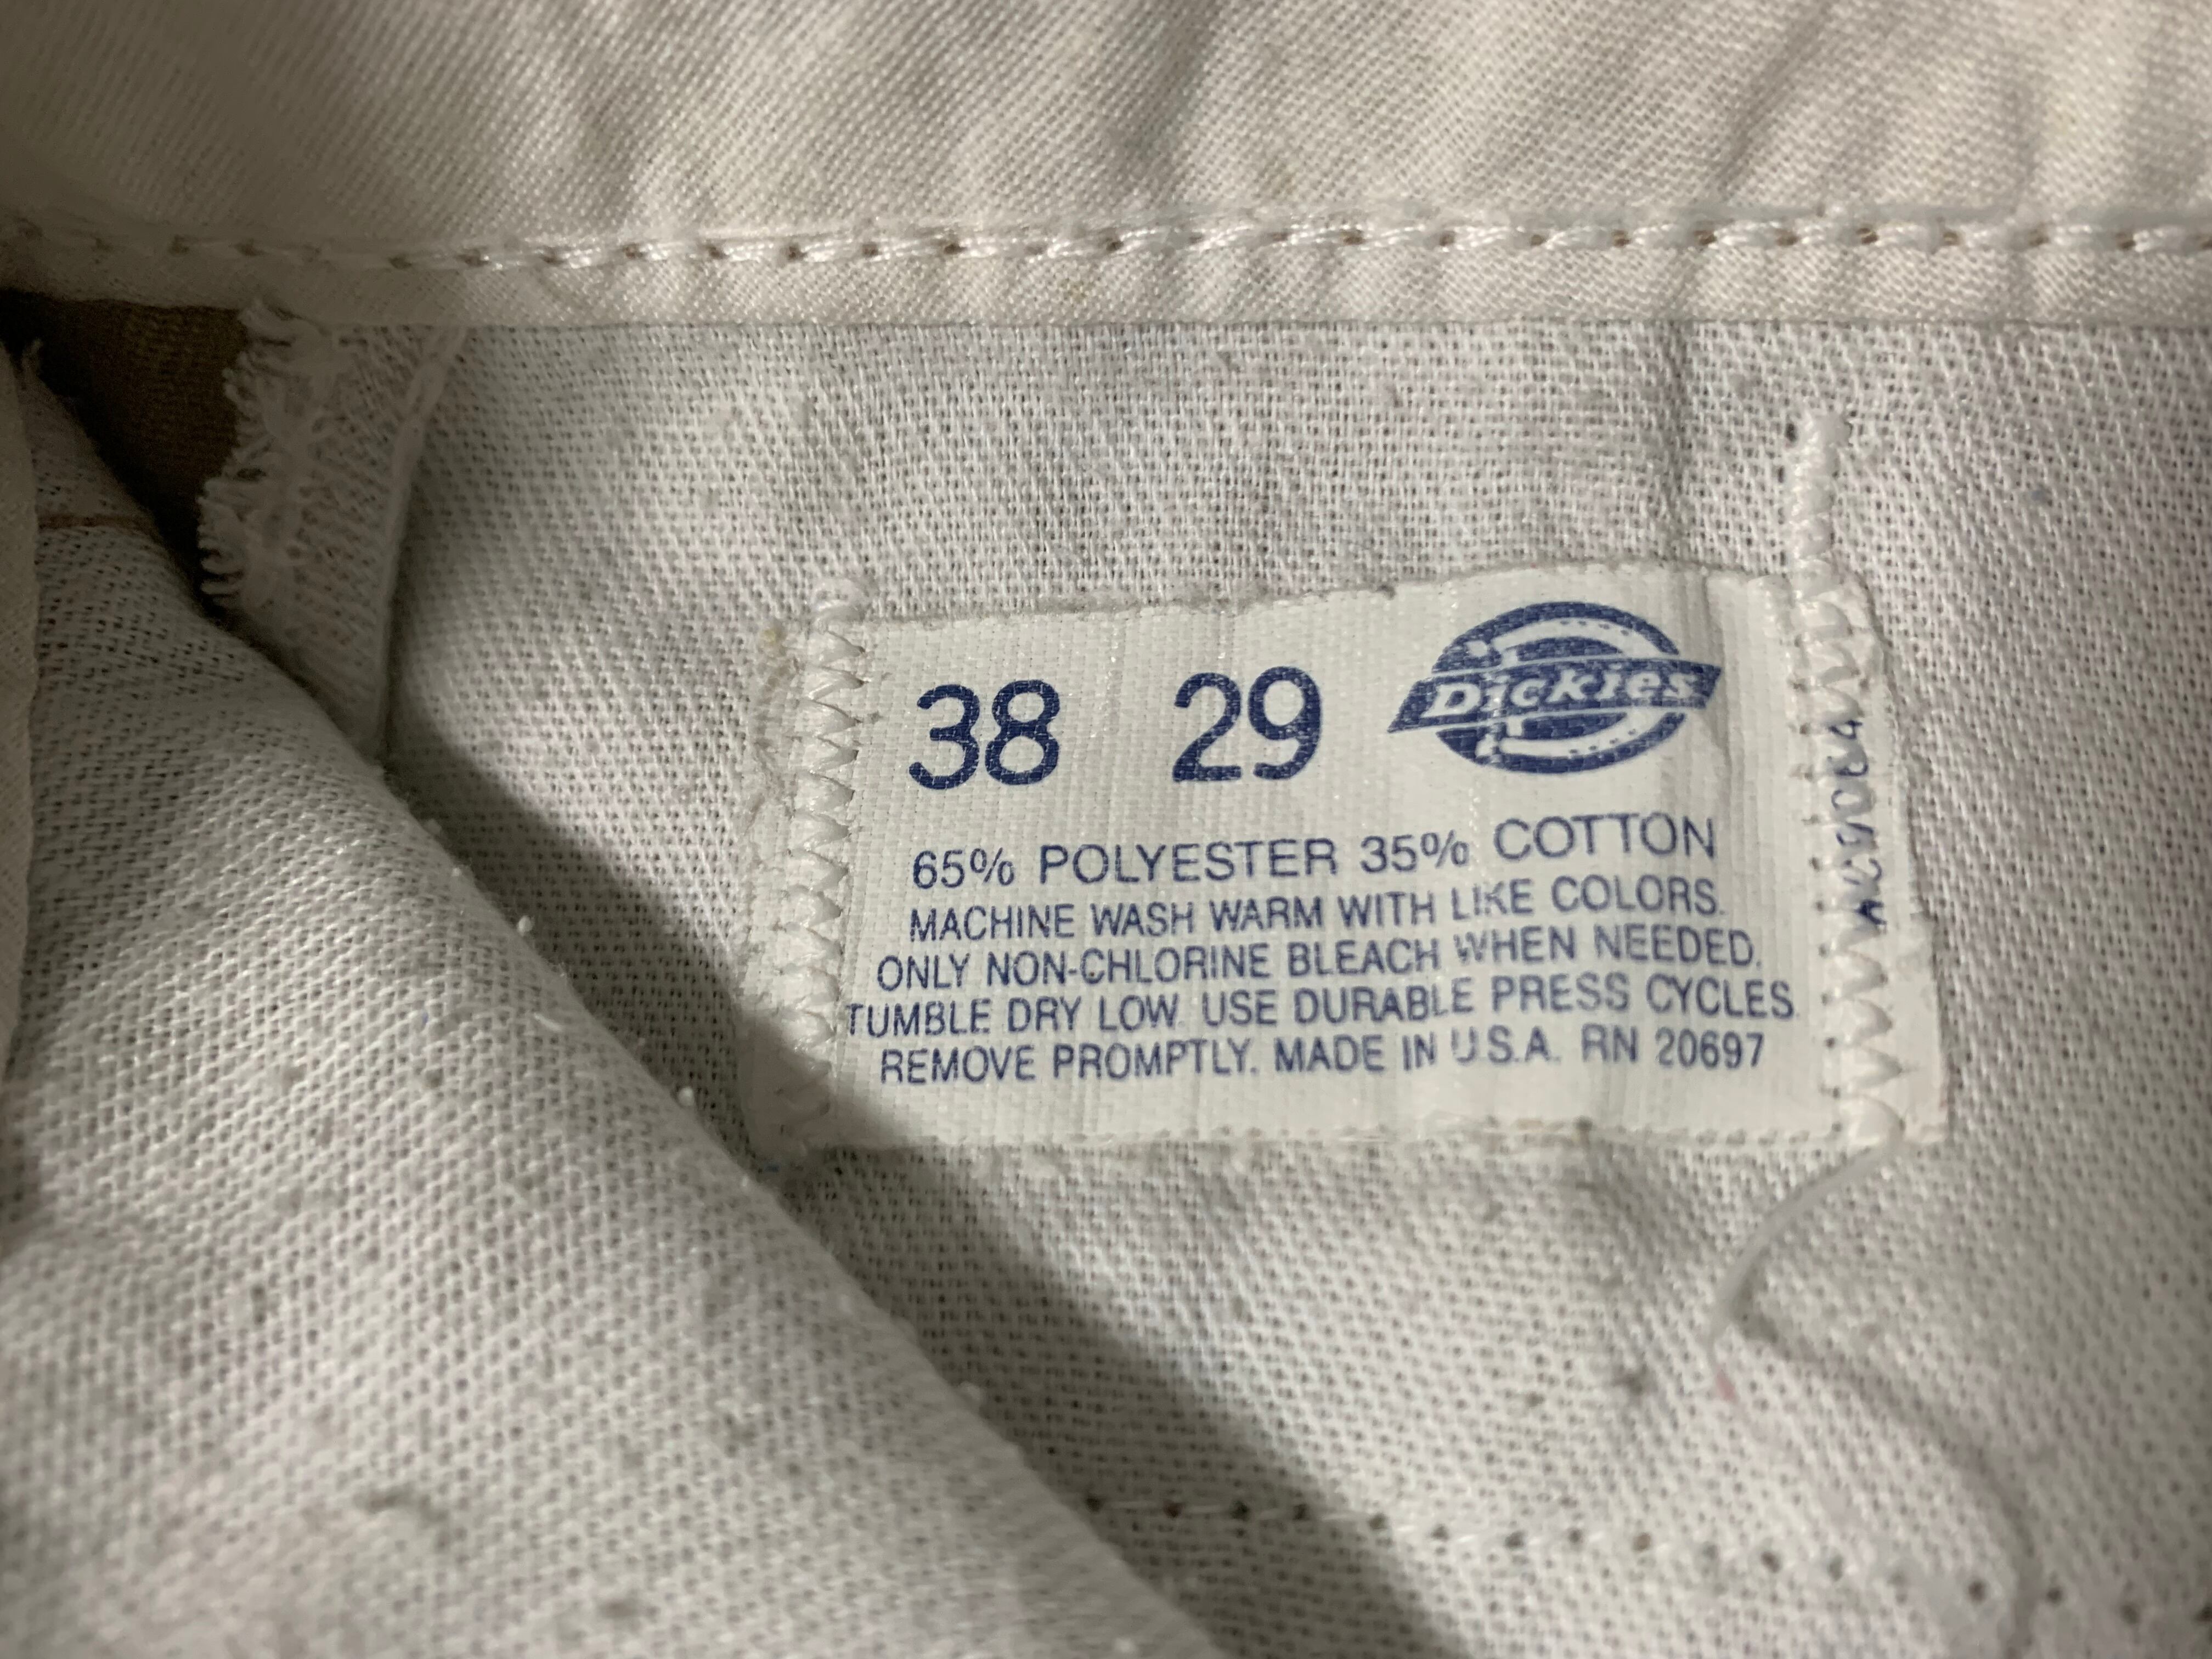 38 29 Dickies
65% POLYESTER 35% COTTON
MACHINE WASH WARM WITH LIKE COLORS.
ONLY NON-CHLORINE BLEACH WHEN NEEDED.
TUMBLE DRY LOW. USE DURABLE PRESS CYCLES.
REMOVE PROMPTLY. MADE IN U.S.A. RN 20697